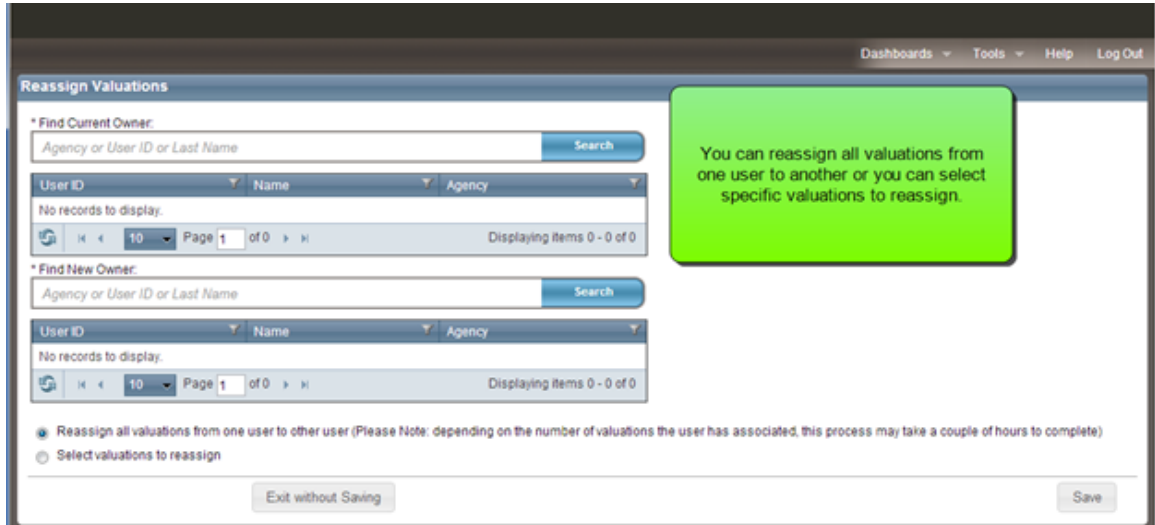 Dashboards Tools Help Log Out
Reassign Valuations
* Find Current Owner:
Agency or User ID or Last Name Search
You can reassign all valuations from
one user to another or you can select
specific valuations to reassign.
User ID Name Agency
No records to display.
10 Page 1 of 0 Displaying items 0 - 0 of 0
* Find New Owner:
Agency or User ID or Last Name Search
User ID Name Agency
No records to display.
10 Page 1 of 0 Displaying items 0 - 0 of 0
Reassign all valuations from one user to other user (Please Note: depending on the number of valuations the user has associated, this process may take a couple of hours to complete)
Select valuations to reassign
Exit without Saving Save